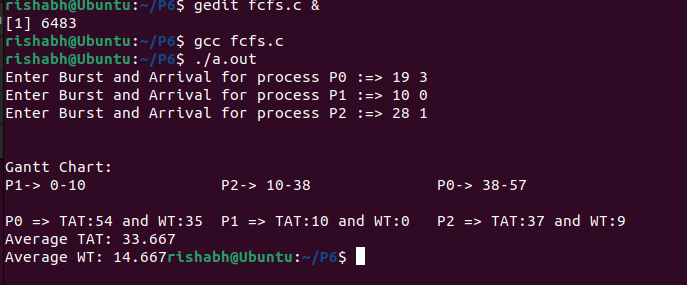 rishabh@Ubuntu:~/P6$ gedit fcfs.c &
[1] 6483
rishabh@Ubuntu:~/P6$ gcc fcfs.c
rishabh@Ubuntu:~/P6$ ./a.out
Enter Burst and Arrival for process P0 :=> 19 3
Enter Burst and Arrival for process P1 :=> 10 0
Enter Burst and Arrival for process P2 :=> 28 1
Gantt Chart:
P1-> 0-10 P2-> 10-38 P0-> 38-57
P0 => TAT:54 and WT:35 P1 => TAT:10 and WT:0 P2 => TAT:37 and WT:9
Average TAT: 33.667
Average WT: 14.667rishabh@Ubuntu:~/P6$